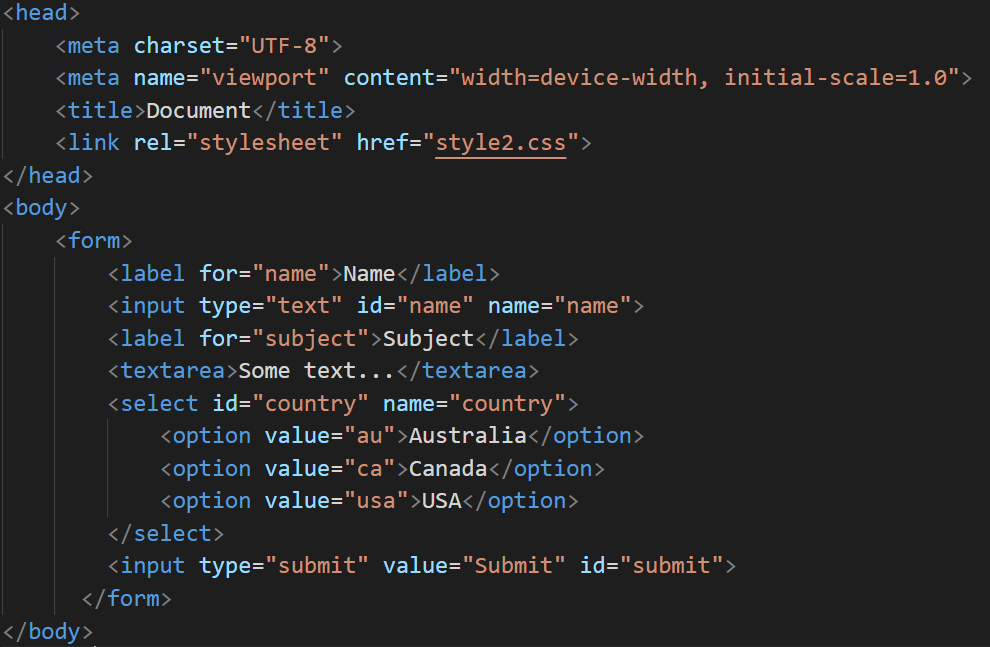 <head>
    <meta charset="UTF-8">
    <meta name="viewport" content="width=device-width, initial-scale=1.0">
    <title>Document</title>
    <link rel="stylesheet" href="style2.css">
</head>
<body>
    <form>
        <label for="name">Name</label>
        <input type="text" id="name" name="name">
        <label for="subject">Subject</label>
        <textarea>Some text...</textarea>
        <select id="country" name="country">
            <option value="au">Australia</option>
            <option value="ca">Canada</option>
            <option value="usa">USA</option>
        </select>
        <input type="submit" value="Submit" id="submit">
      </form>
</body>